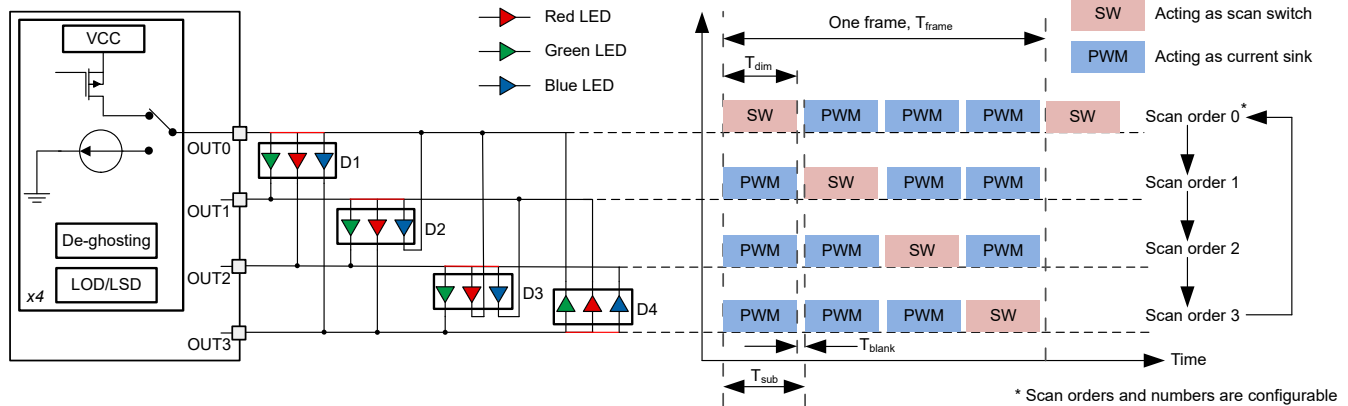 VCC
De-ghosting
LOD/LSD
x4
OUT0
OUT1
OUT2
OUT3
D1
D2
D3
D4
Red LED
Green LED
Blue LED
One frame, Tframe
Tdim
SW PWM PWM PWM SW
PWM SW PWM PWM
PWM PWM SW PWM
PWM PWM PWM SW
Tblank
Tsub
Time
SW Acting as scan switch
PWM Acting as current sink
Scan order 0*
Scan order 1
Scan order 2
Scan order 3
* Scan orders and numbers are configurable